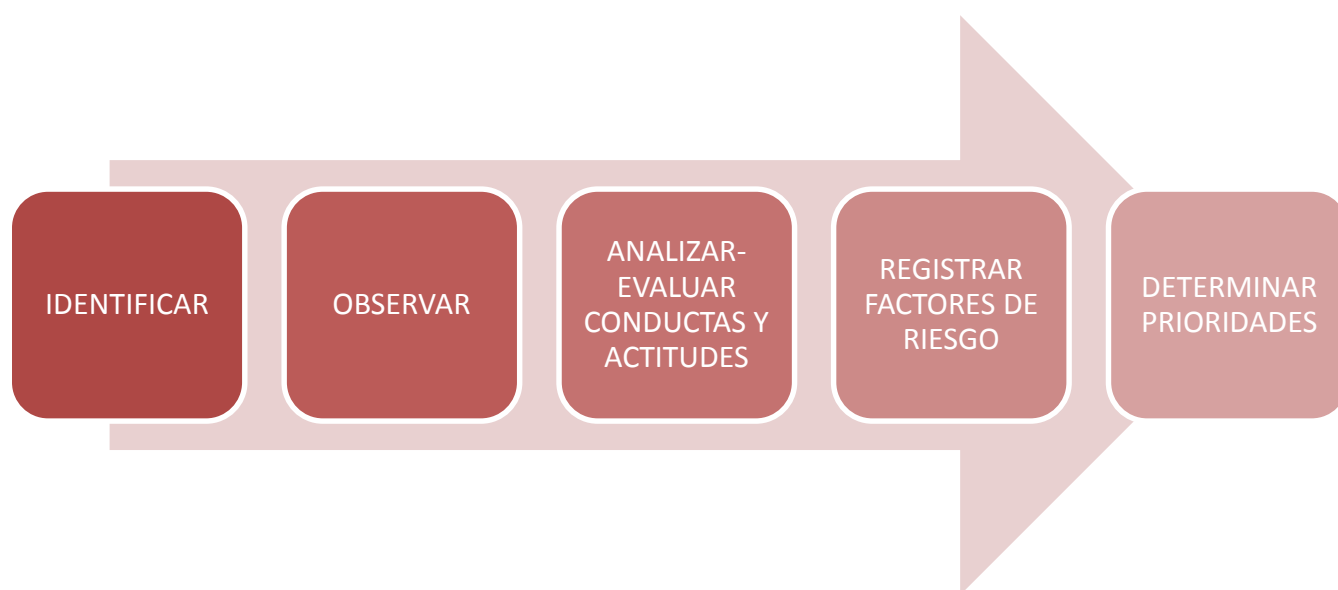 IDENTIFICAR
OBSERVAR
ANALIZAR-
EVALUAR
CONDUCTAS Y
ACTITUDES
REGISTRAR
FACTORES DE
RIESGO
DETERMINAR
PRIORIDADES